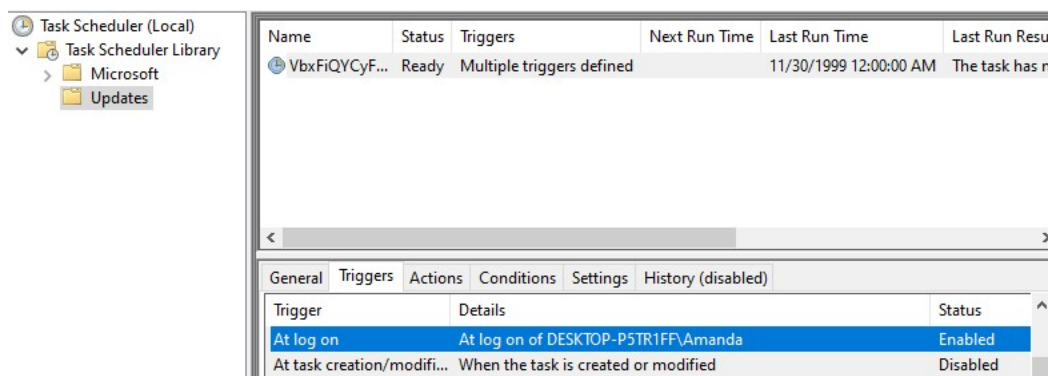 Task Scheduler (Local)
Task Scheduler Library
Microsoft
Updates
Name Status Triggers Next Run Time Last Run Time Last Run Resu
VbxFiQYCyF... Ready Multiple triggers defined 11/30/1999 12:00:00 AM The task has n
General Triggers Actions Conditions Settings History (disabled)
Trigger Details Status
At log on At log on of DESKTOP-P5TR1FF\Amanda Enabled
At task creation/modifi... When the task is created or modified Disabled